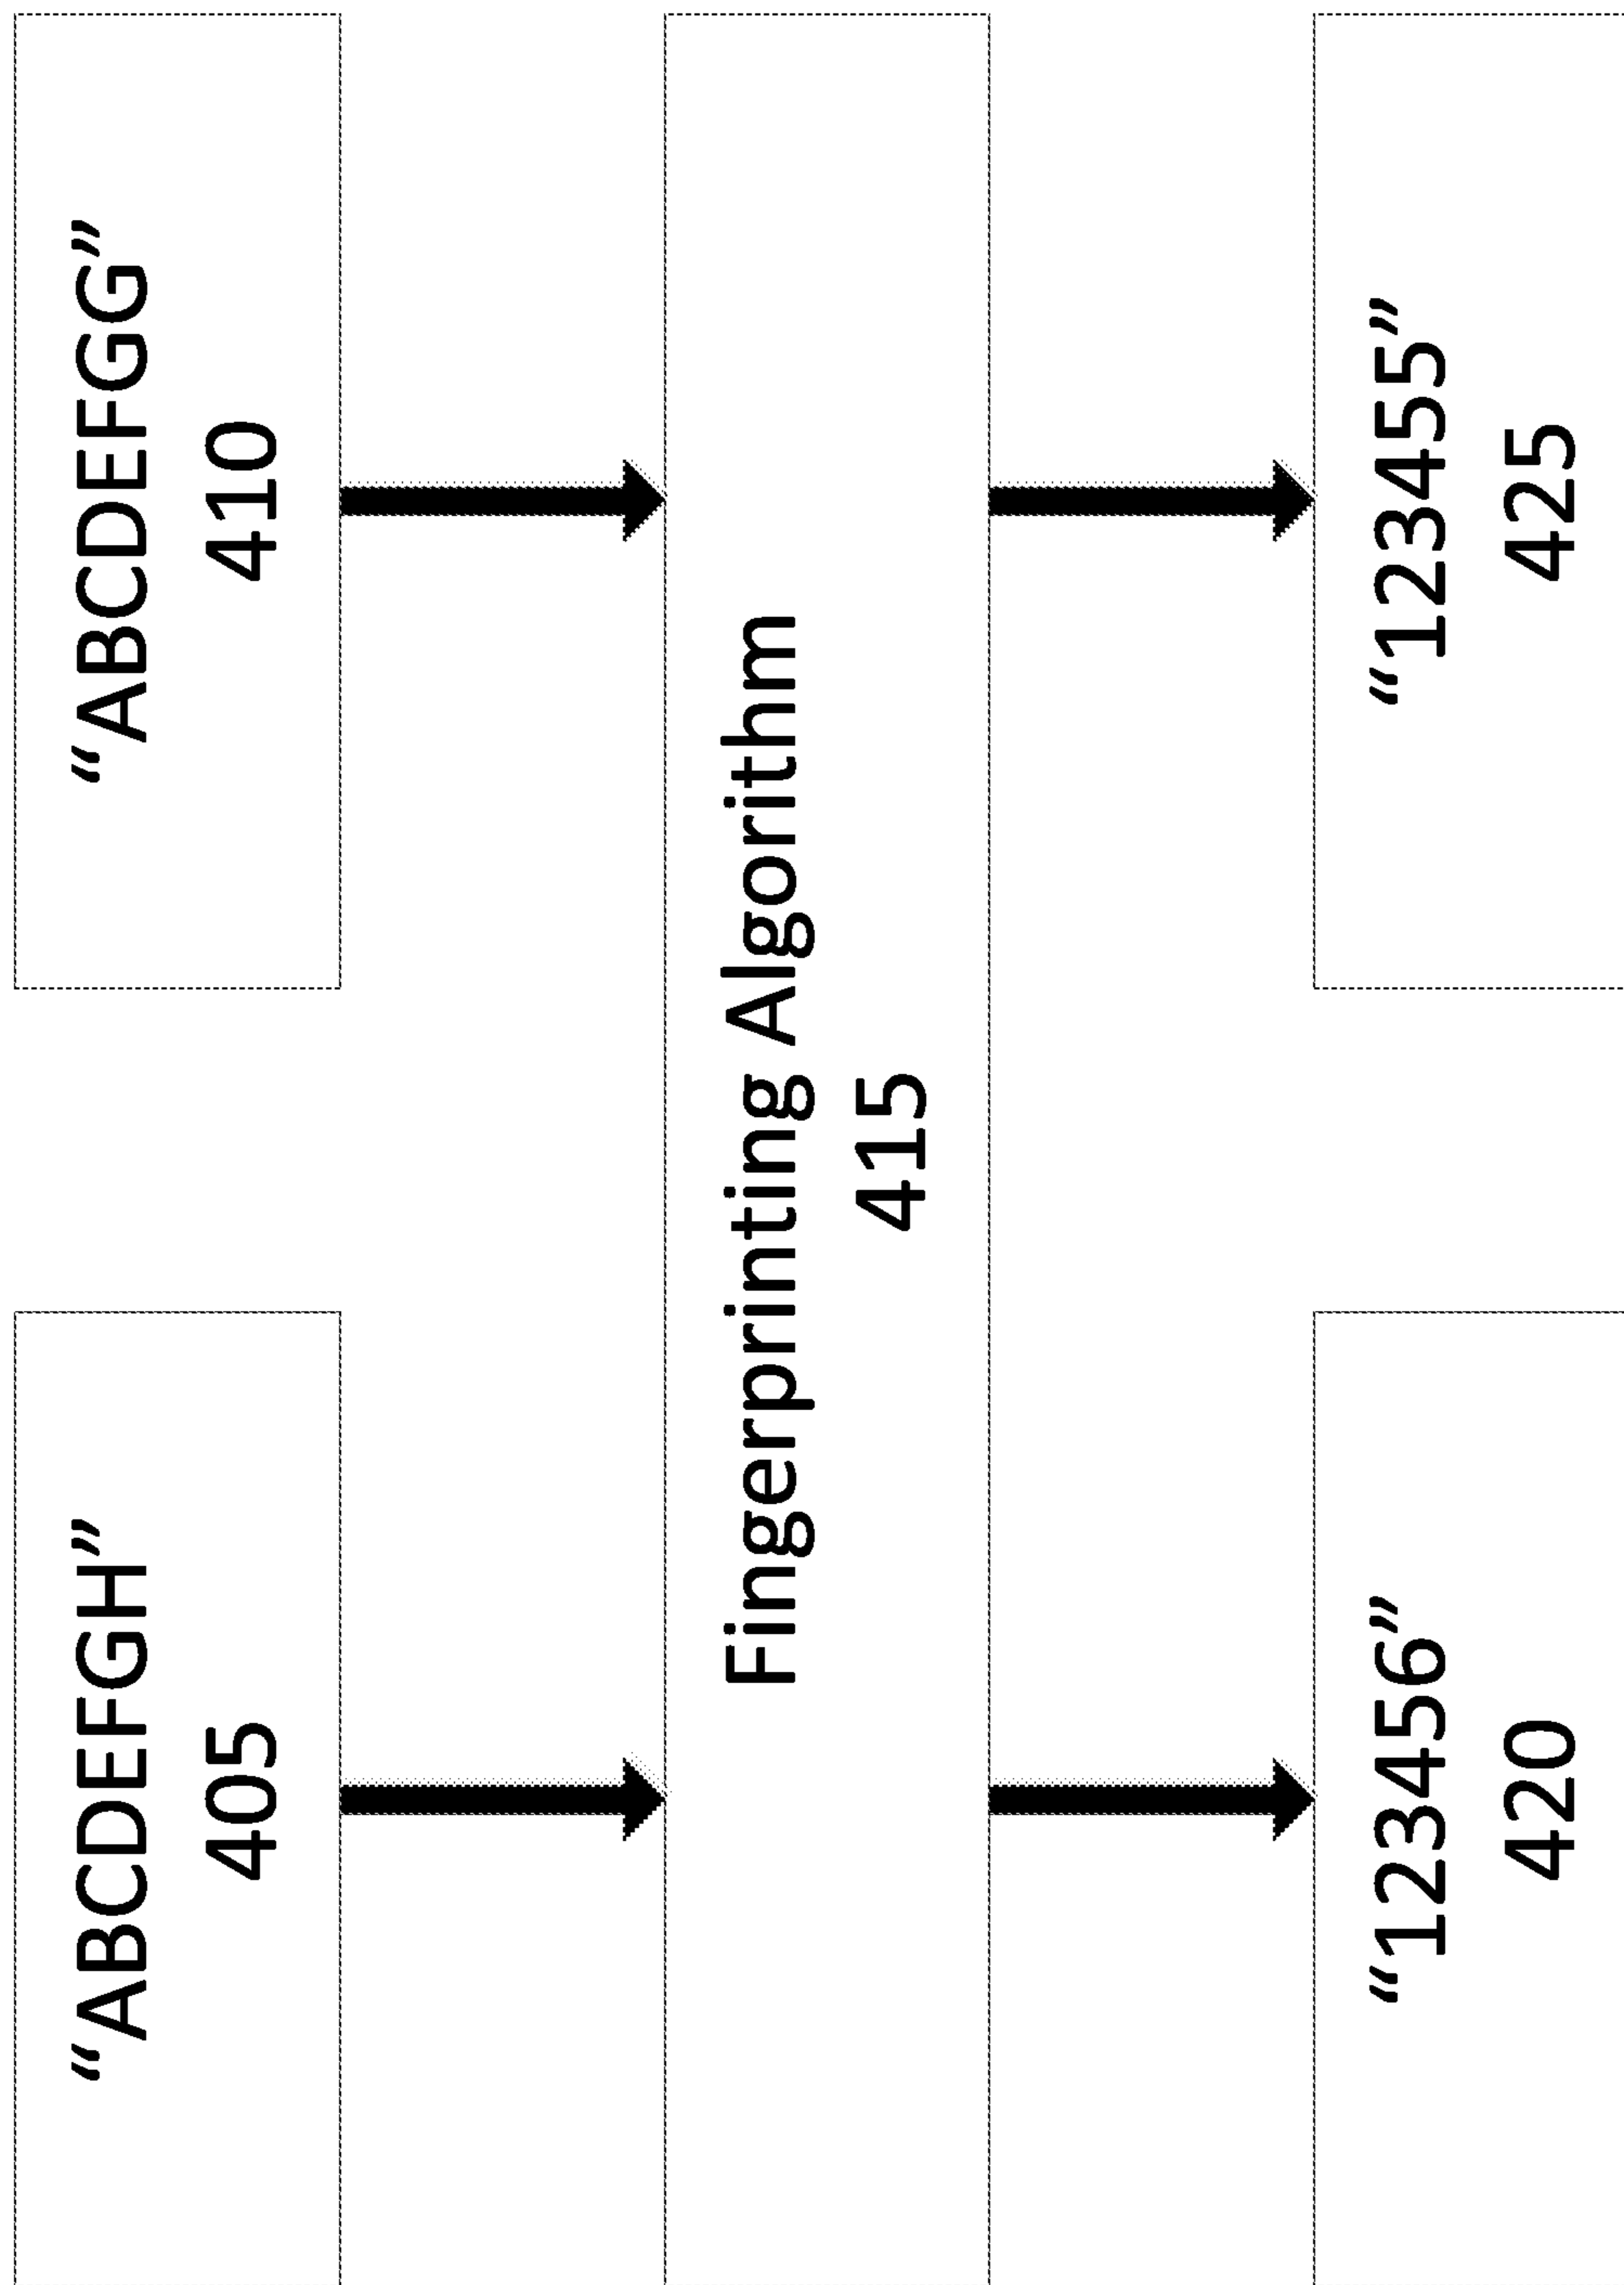 “ABCDEFGH”
405
“ABCDEFGG”
410
Fingerprinting Algorithm
415
“123456”
420
“123455”
425